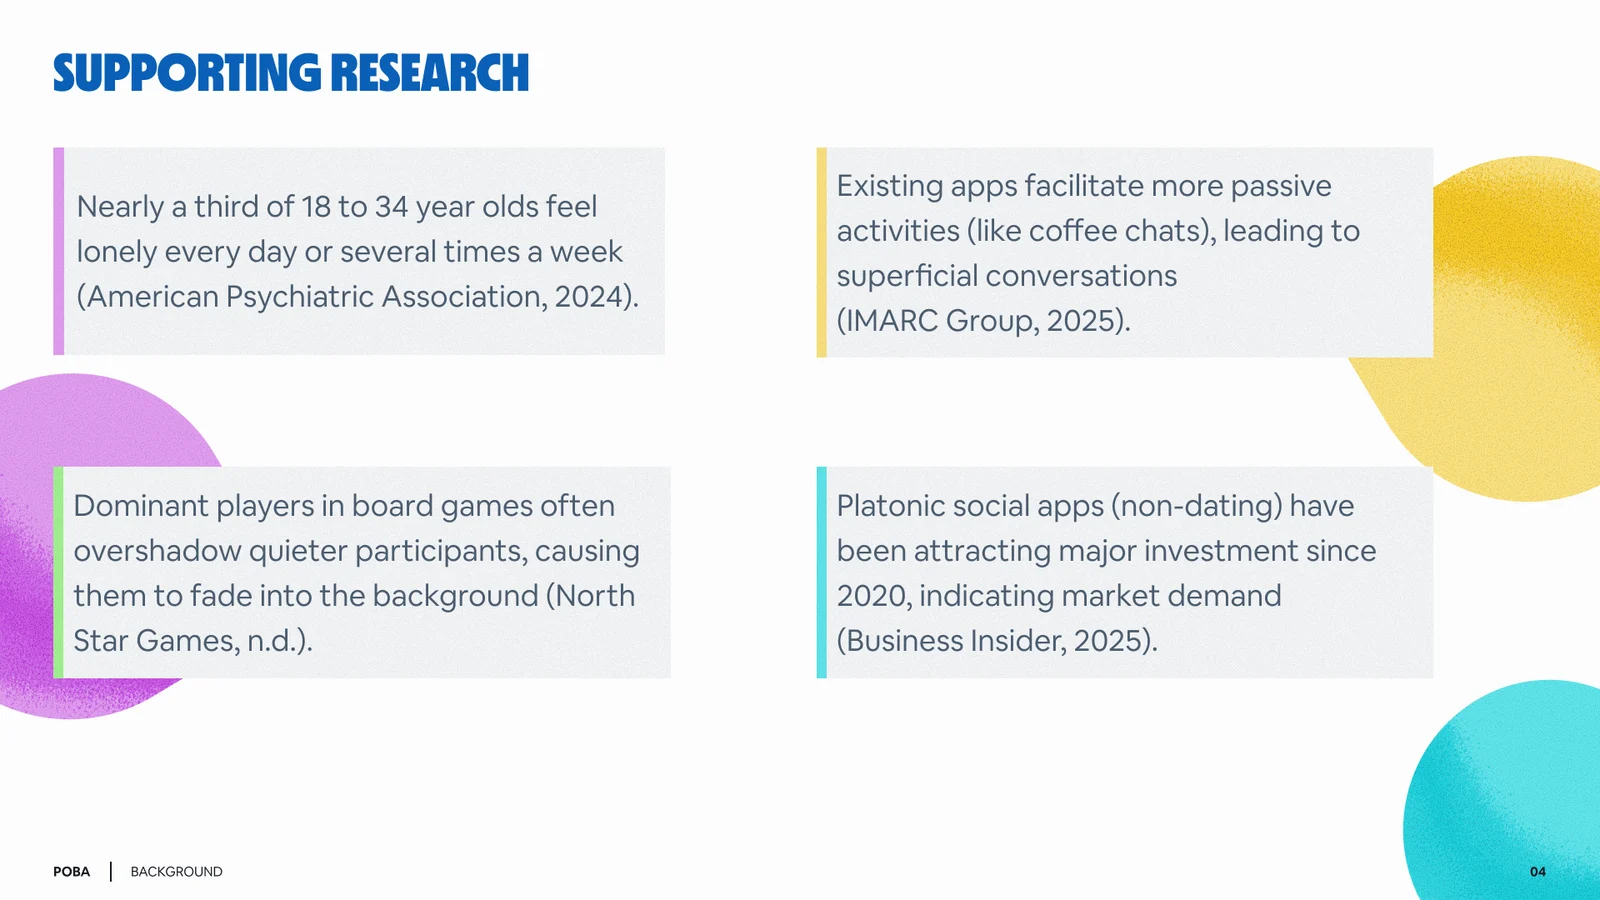 SUPPORTING RESEARCH
Nearly a third of 18 to 34 year olds feel
lonely every day or several times a week
(American Psychiatric Association, 2024).
Existing apps facilitate more passive
activities (like coffee chats), leading to
superficial conversations
(IMARC Group, 2025).
Dominant players in board games often
overshadow quieter participants, causing
them to fade into the background (North
Star Games, n.d.).
Platonic social apps (non-dating) have
been attracting major investment since
2020, indicating market demand
(Business Insider, 2025).
POBA | BACKGROUND
04